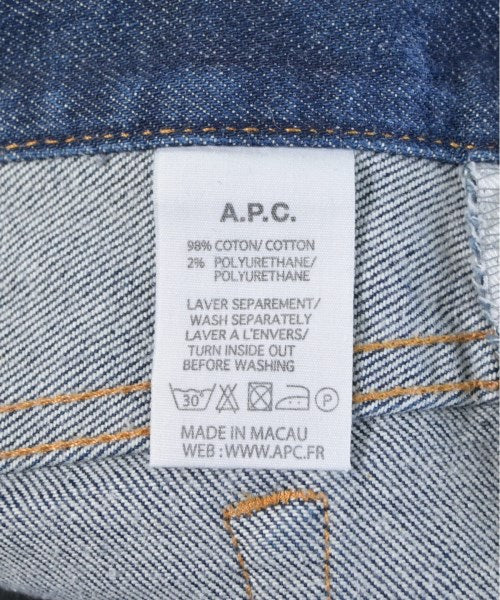 A.P.C.
98% COTON/ COTTON
2% POLYURETHANE/
POLYURETHANE
LAVER SEPAREMENT/
WASH SEPARATELY
LAVER A L'ENVERS/
TURN INSIDE OUT
BEFORE WASHING
30° P
MADE IN MACAU
WEB : WWW.APC.FR